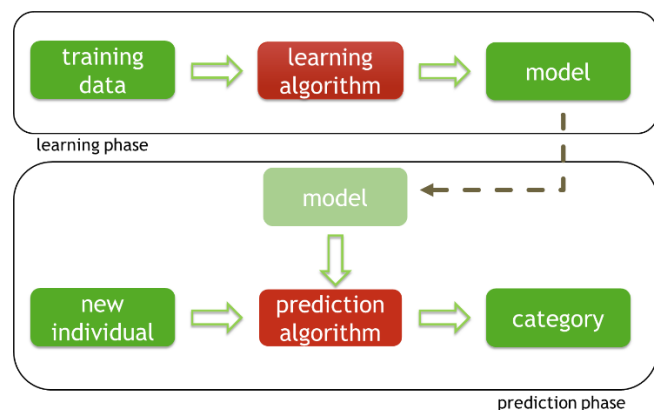 training
data
learning
algorithm
model
learning phase
model
new
individual
prediction
algorithm
category
prediction phase